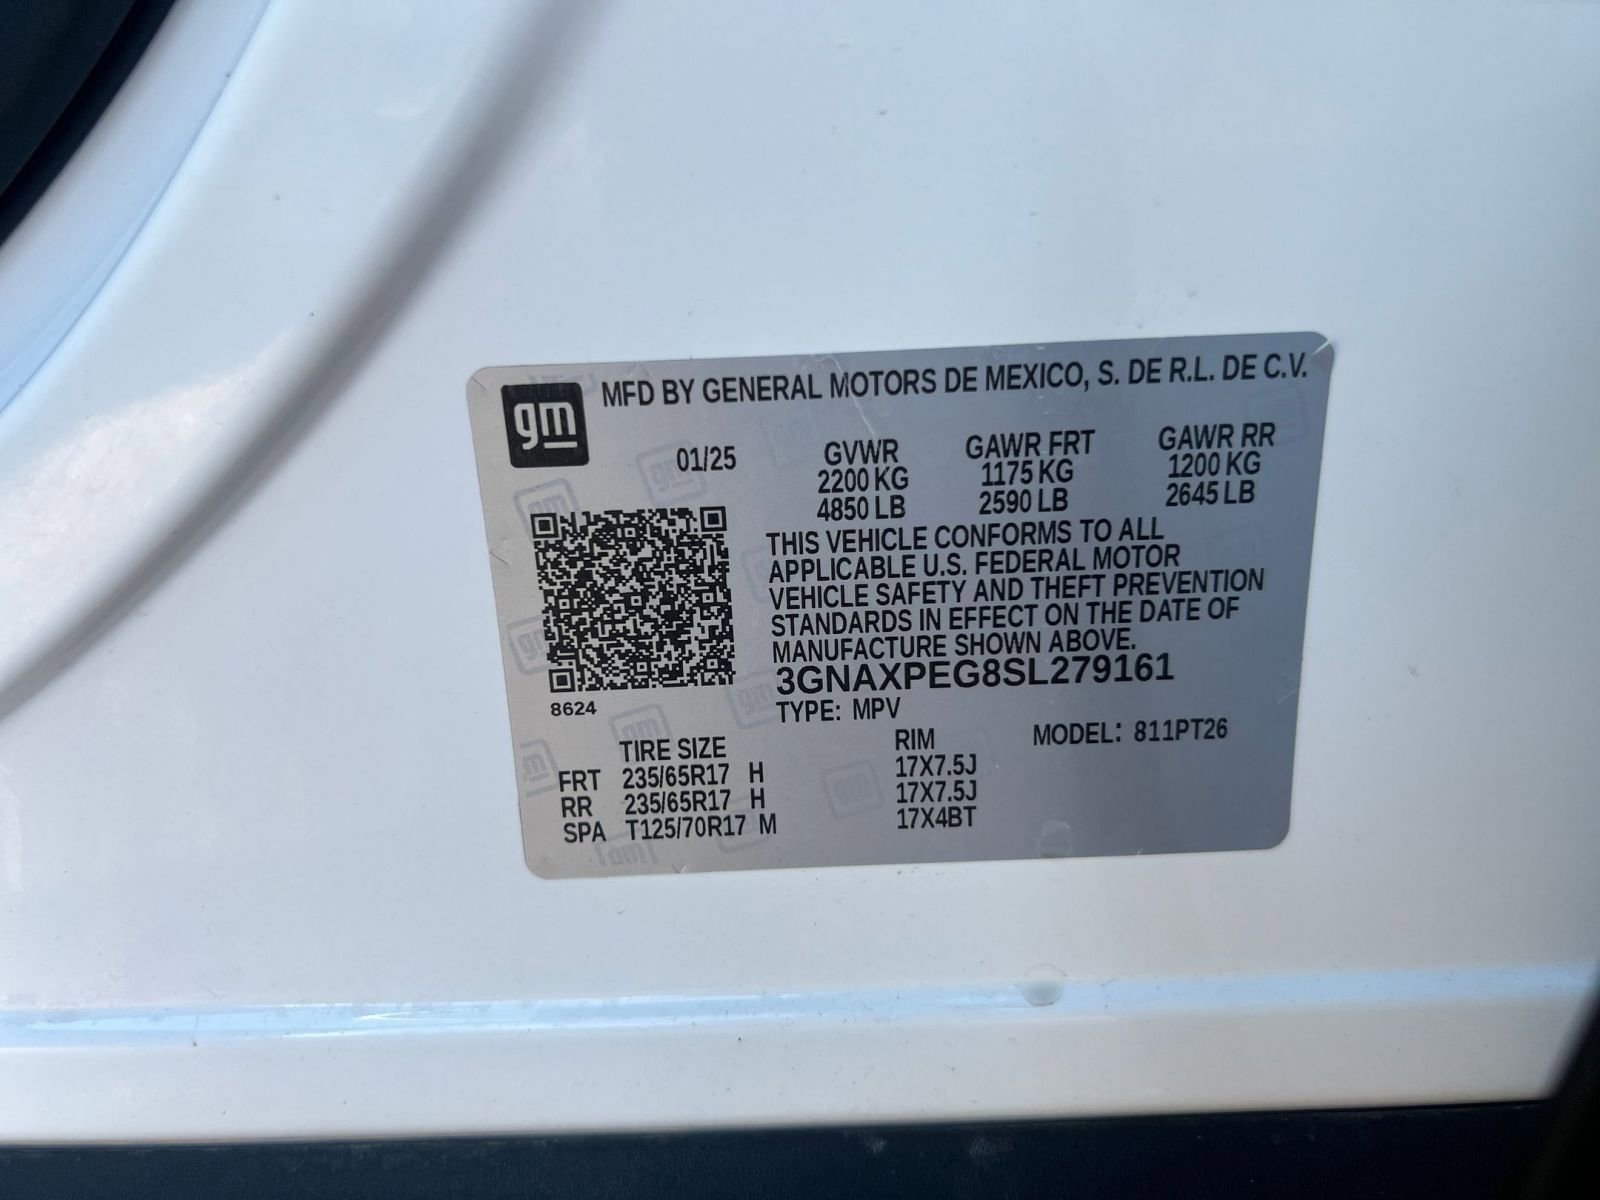 gm
MFD BY GENERAL MOTORS DE MEXICO, S. DE R.L. DE C.V.
01/25 GVWR GAWR FRT GAWR RR
2200 KG 1175 KG 1200 KG
4850 LB 2590 LB 2645 LB
THIS VEHICLE CONFORMS TO ALL
APPLICABLE U.S. FEDERAL MOTOR
VEHICLE SAFETY AND THEFT PREVENTION
STANDARDS IN EFFECT ON THE DATE OF
MANUFACTURE SHOWN ABOVE.
3GNAXPEG8SL279161
8624
TYPE: MPV
TIRE SIZE RIM MODEL: 811PT26
FRT 235/65R17 H 17X7.5J
RR 235/65R17 H 17X7.5J
SPA T125/70R17 M 17X4BT